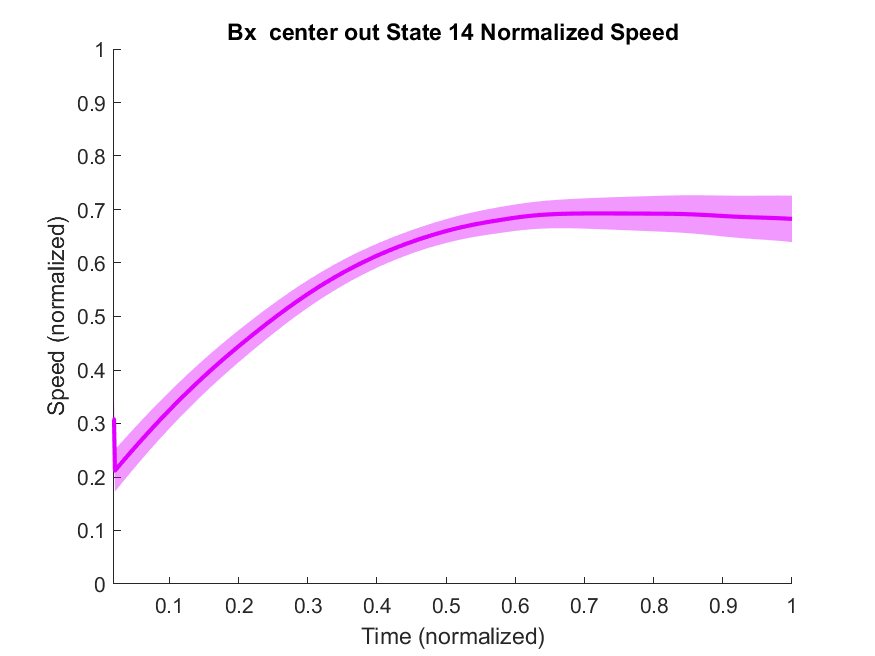 Bx  center out State 14 Normalized Speed
1
0.9
0.8
0.7
0.6
0.5
0.4
0.3
0.2
0.1
0
Speed (normalized)
0.1 0.2 0.3 0.4 0.5 0.6 0.7 0.8 0.9 1
Time (normalized)